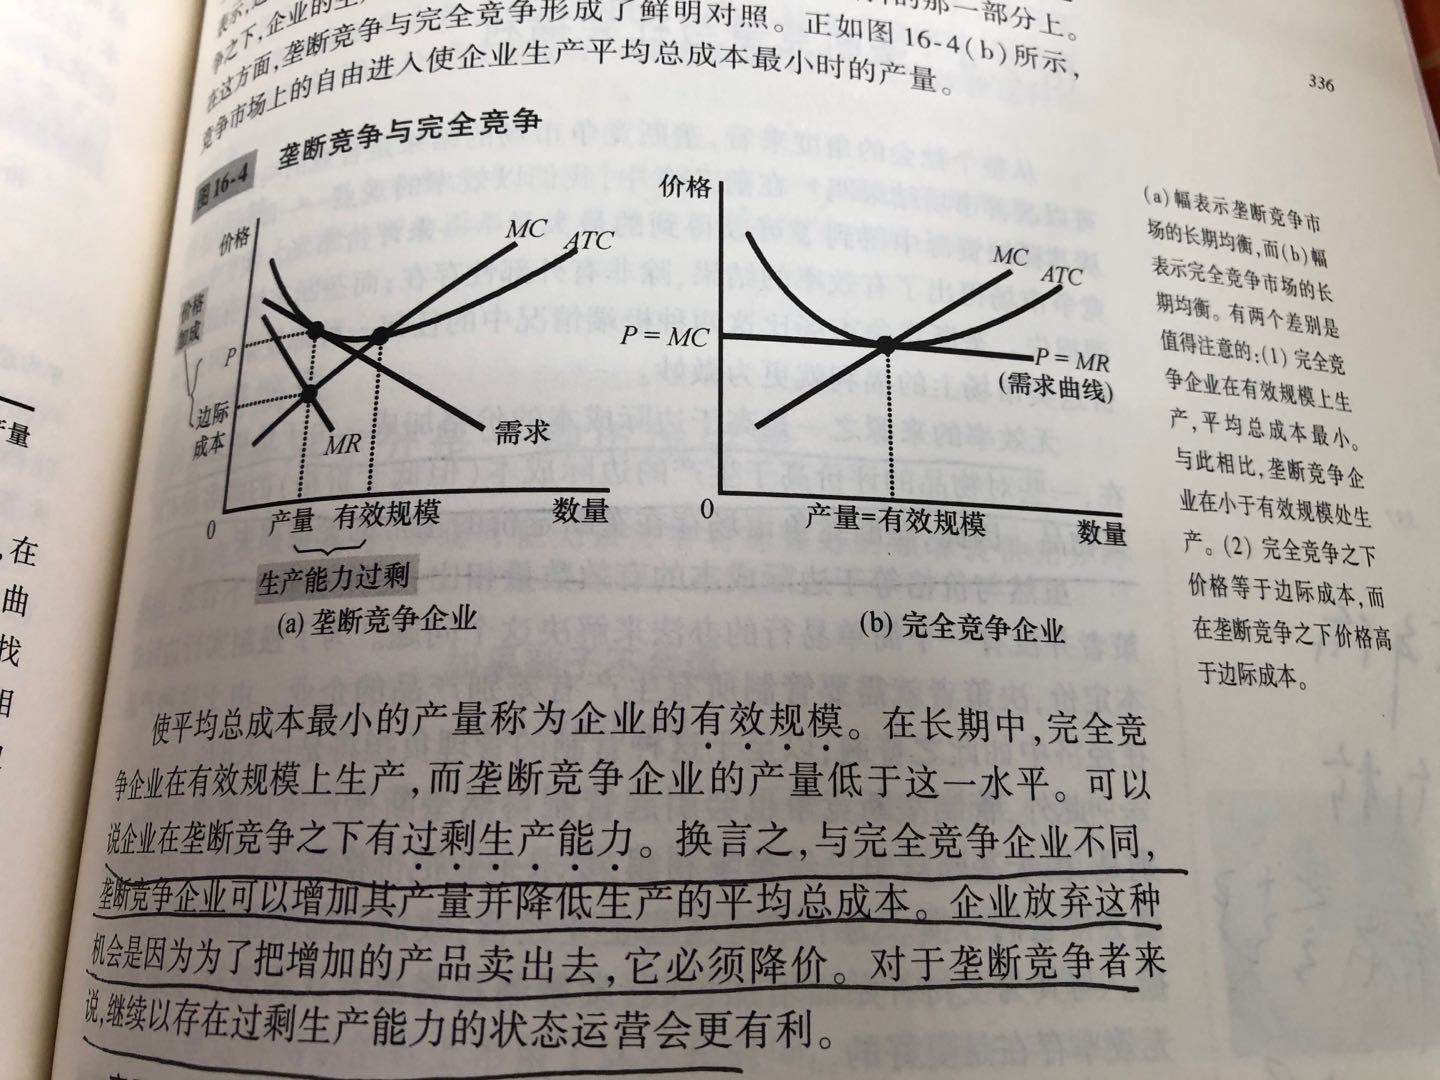 的那一部分上。
争之下,企业的生
在这方面,垄断竞争与完全竞争形成了鲜明对照。正如图 16-4(b)所示,
竞争市场上的自由进入使企业生产平均总成本最小时的产量。
336
图 16-4
垄断竞争与完全竞争
价格
MC
ATC
价格
加成
P
边际
成本
MR
需求
0
产量
有效规模
数量
生产能力过剩
(a) 垄断竞争企业
价格
MC
ATC
P = MC
P = MR
(需求曲线)
0
产量=有效规模
数量
(b) 完全竞争企业
(a)幅表示垄断竞争市
场的长期均衡,而(b)幅
表示完全竞争市场的长
期均衡。有两个差别是
值得注意的:(1) 完全竞
争企业在有效规模上生
产,平均总成本最小。
与此相比,垄断竞争企
业在小于有效规模处生
产。(2) 完全竞争之下
价格等于边际成本,而
在垄断竞争之下价格高
于边际成本。
使平均总成本最小的产量称为企业的有效规模。在长期中,完全竞
争企业在有效规模上生产,而垄断竞争企业的产量低于这一水平。可以
说企业在垄断竞争之下有过剩生产能力。换言之,与完全竞争企业不同,
垄断竞争企业可以增加其产量并降低生产的平均总成本。企业放弃这种
机会是因为为了把增加的产品卖出去,它必须降价。对于垄断竞争者来
说,继续以存在过剩生产能力的状态运营会更有利。
量
,在
曲
找
相